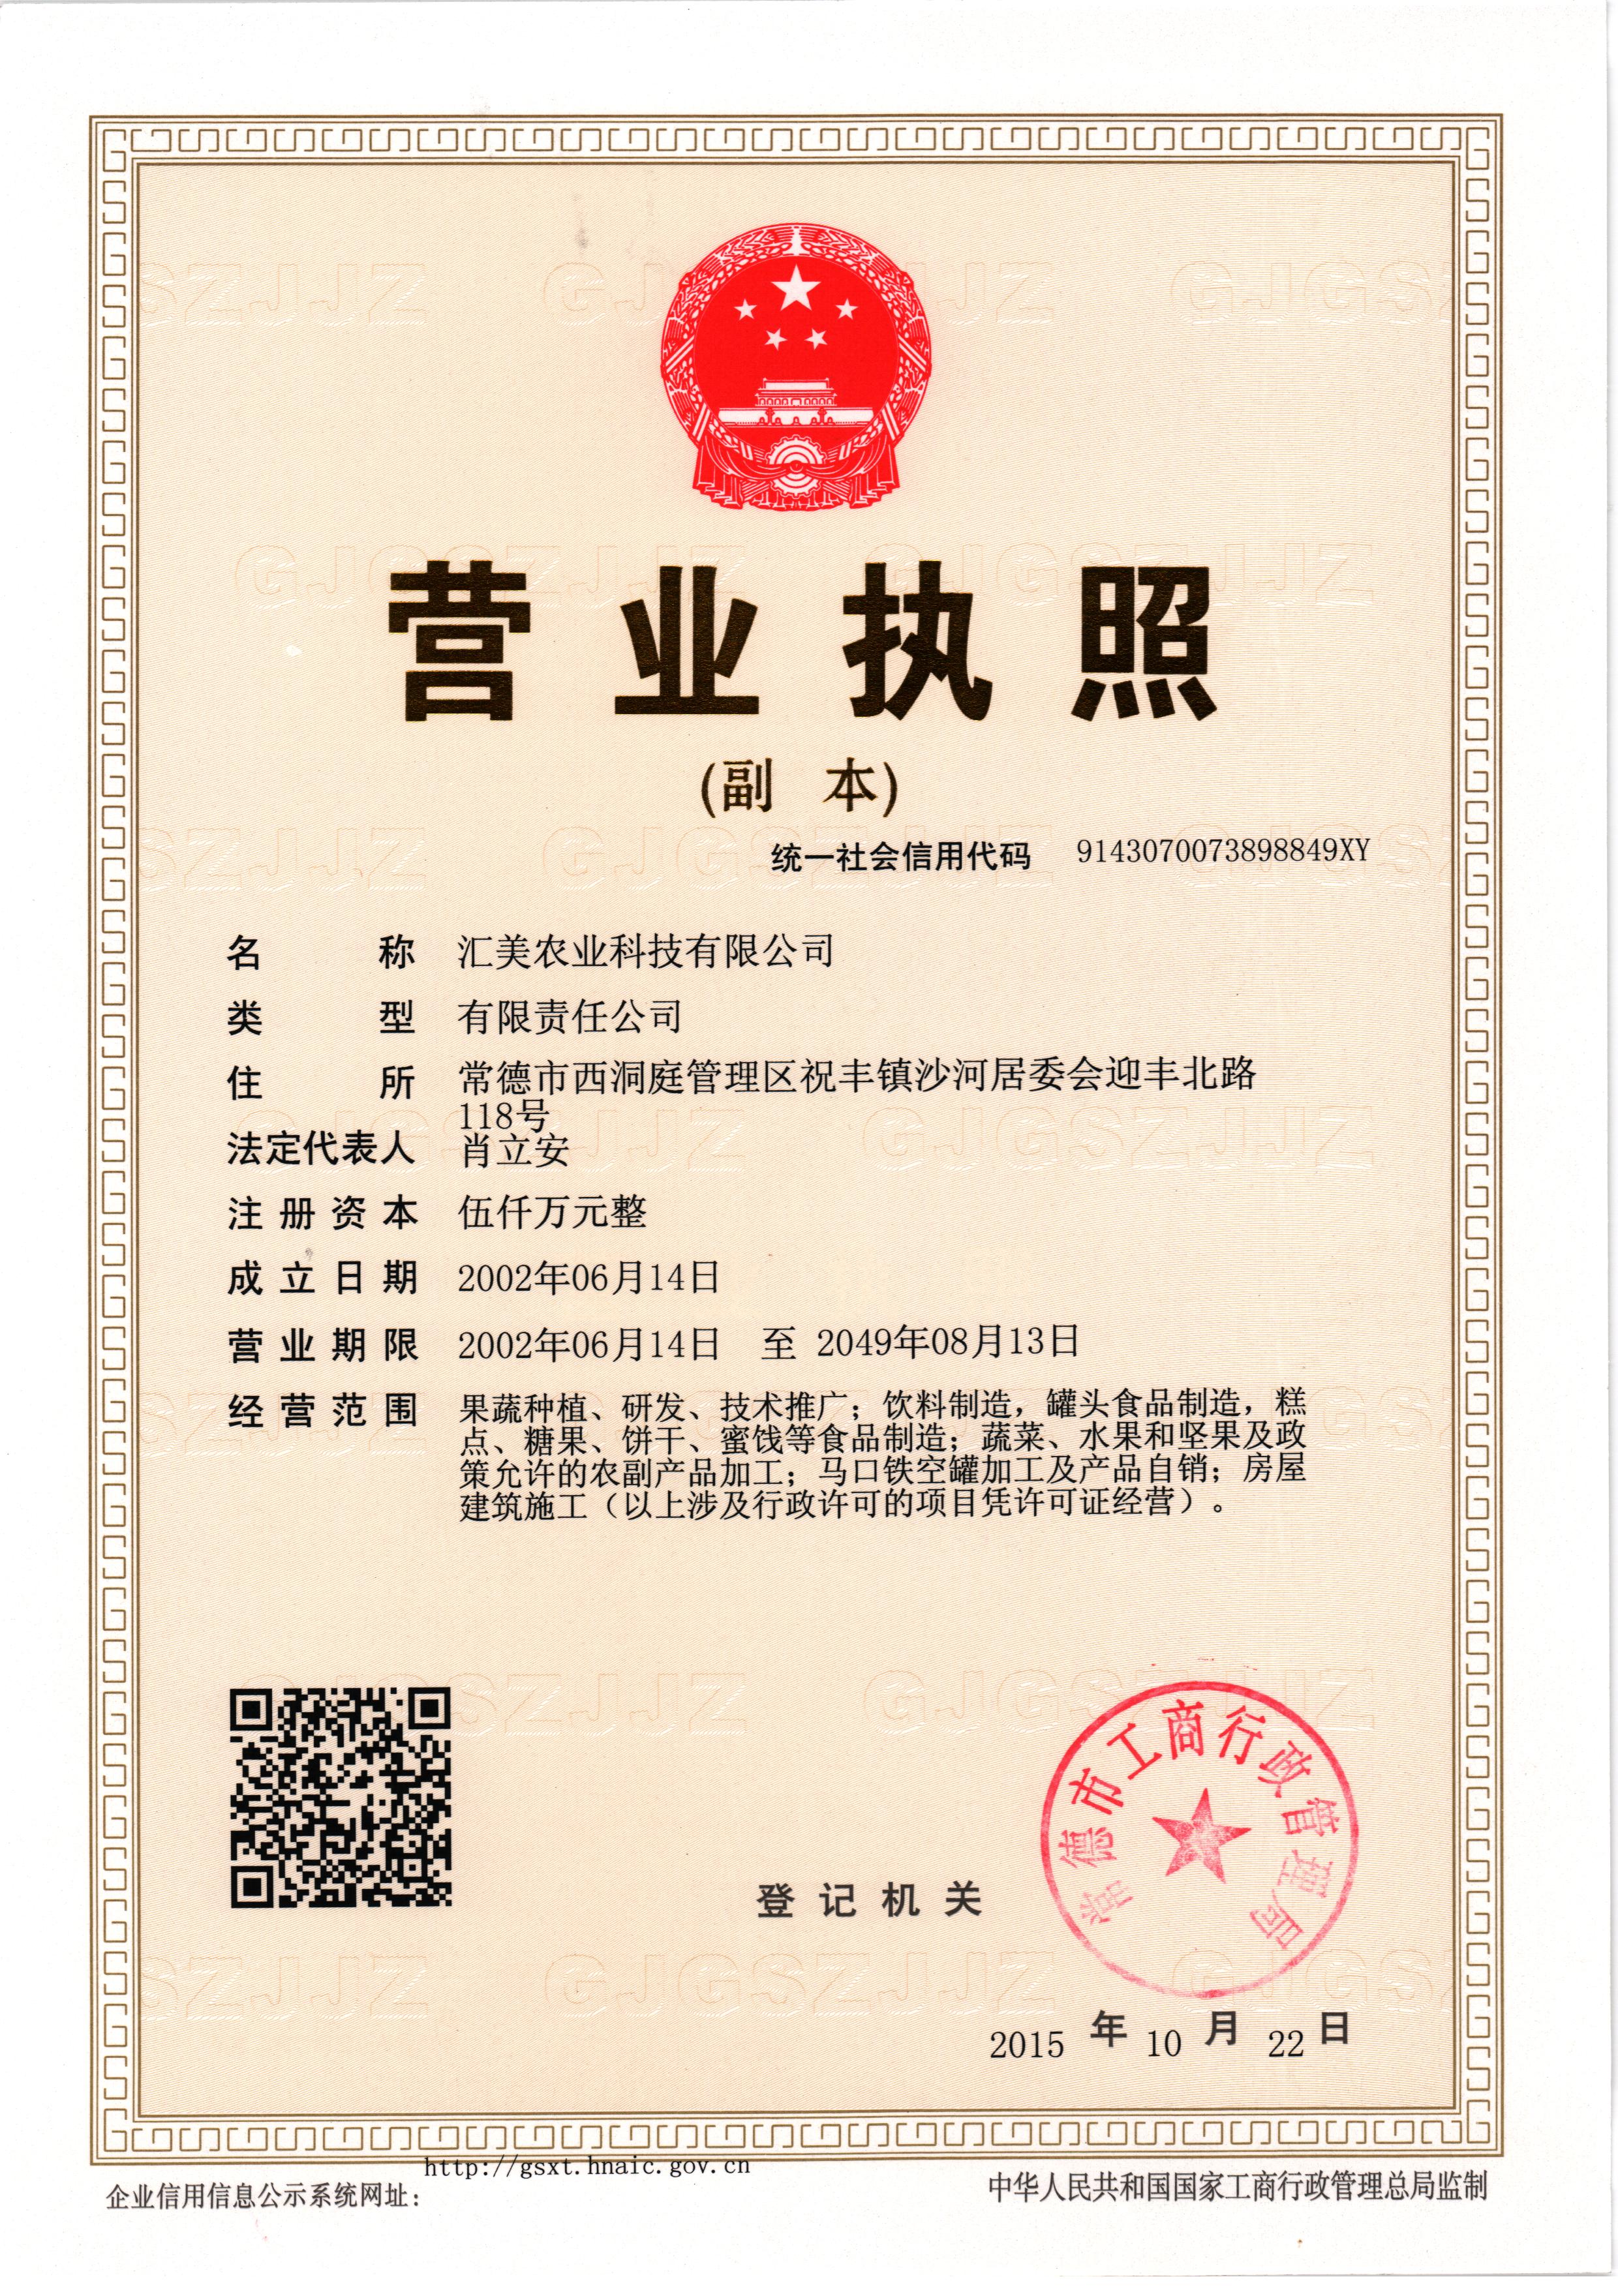 营业执照
(副 本)
统一社会信用代码 9143070073898849XY
名 称 汇美农业科技有限公司
类 型 有限责任公司
住 所 常德市西洞庭管理区祝丰镇沙河居委会迎丰北路
118号
法定代表人 肖立安
注册资本 伍仟万元整
成立日期 2002年06月14日
营业期限 2002年06月14日 至 2049年08月13日
经营范围 果蔬种植、研发、技术推广；饮料制造，罐头食品制造，糕
点、糖果、饼干、蜜饯等食品制造；蔬菜、水果和坚果及政
策允许的农副产品加工；马口铁空罐加工及产品自销；房屋
建筑施工（以上涉及行政许可的项目凭许可证经营）。
常德市工商行政管理局
登记机关
2015 年 10 月 22 日
企业信用信息公示系统网址： http://gsxt.hnaic.gov.cn
中华人民共和国国家工商行政管理总局监制